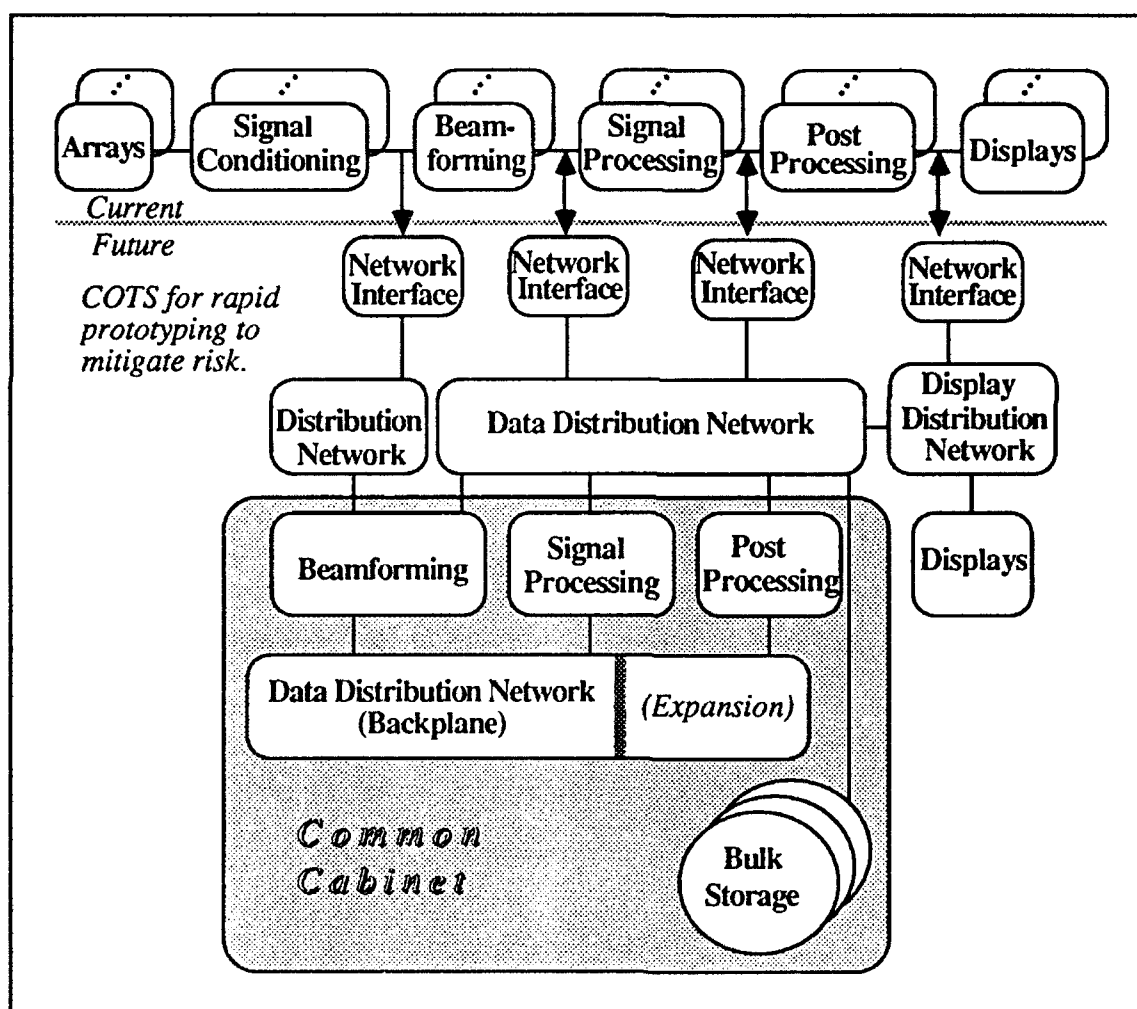 Arrays
Signal
Conditioning
Beam-
forming
Signal
Processing
Post
Processing
Displays
Current
Future
COTS for rapid
prototyping to
mitigate risk.
Network
Interface
Network
Interface
Network
Interface
Network
Interface
Distribution
Network
Data Distribution Network
Display
Distribution
Network
Beamforming
Signal
Processing
Post
Processing
Displays
Data Distribution Network
(Backplane)
(Expansion)
Common
Cabinet
Bulk
Storage